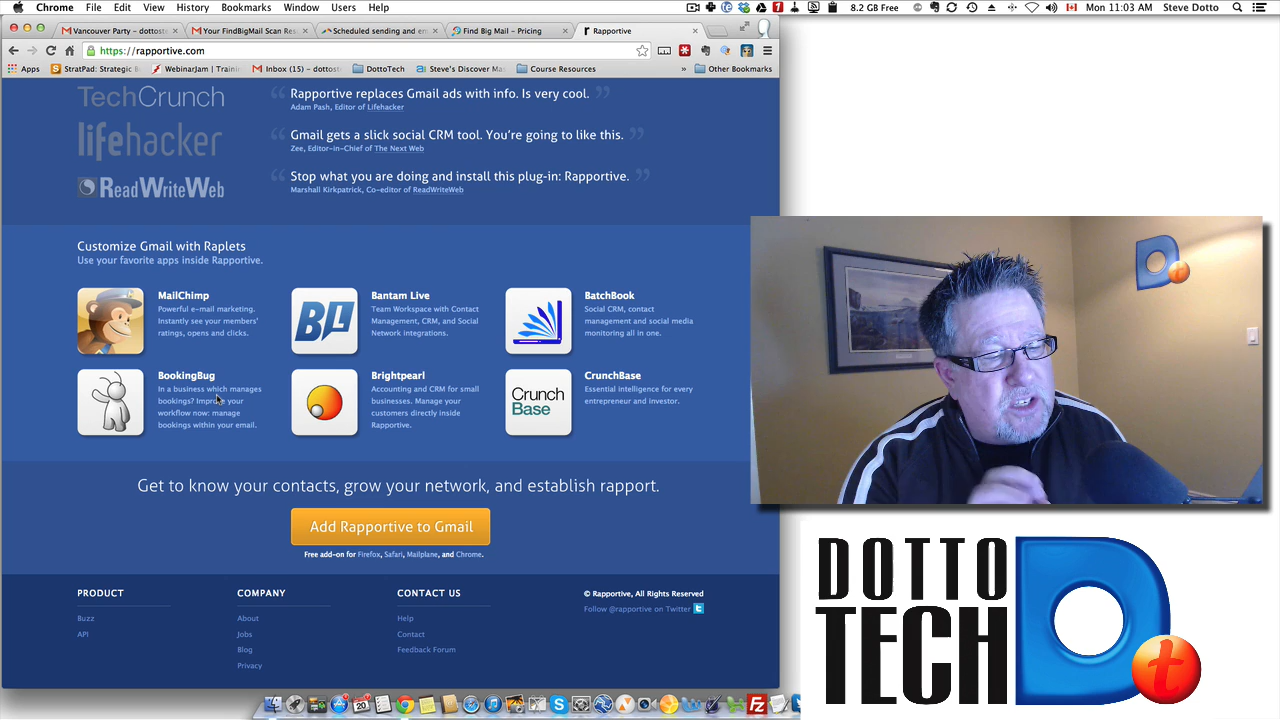 Chrome File Edit View History Bookmarks Window Users Help
8.2 GB Free Mon 11:03 AM Steve Dotto
Vancouver Party – dottost
Your FindBigMail Scan Res
Scheduled sending and em
Find Big Mail – Pricing
Rapportive
https://rapportive.com
Apps
StratPad: Strategic B
WebinarJam | Train
Inbox (15) – dottost
DottoTech
Steve's Discover Mas
Course Resources
»
Other Bookmarks
TechCrunch
lifehacker
ReadWriteWeb
“ Rapportive replaces Gmail ads with info. Is very cool. ”
Adam Pash, Editor of Lifehacker
“ Gmail gets a slick social CRM tool. You're going to like this. ”
Zee, Editor-in-Chief of The Next Web
“ Stop what you are doing and install this plug-in: Rapportive. ”
Marshall Kirkpatrick, Co-editor of ReadWriteWeb
Customize Gmail with Raplets
Use your favorite apps inside Rapportive.
MailChimp
Powerful e-mail marketing.
Instantly see your members'
ratings, opens and clicks.
BL
Bantam Live
Team Workspace with Contact
Management, CRM, and Social
Network integrations.
BatchBook
Social CRM, contact
management and social media
monitoring all in one.
BookingBug
In a business which manages
bookings? Improve your
workflow now: manage
bookings within your email.
Brightpearl
Accounting and CRM for small
businesses. Manage your
customers directly inside
Rapportive.
Crunch
Base
CrunchBase
Essential intelligence for every
entrepreneur and investor.
Get to know your contacts, grow your network, and establish rapport.
Add Rapportive to Gmail
Free add-on for Firefox, Safari, Mailplane, and Chrome.
PRODUCT
Buzz
API
COMPANY
About
Jobs
Blog
Privacy
CONTACT US
Help
Contact
Feedback Forum
© Rapportive, All Rights Reserved
Follow @rapportive on Twitter
DOTTO
TECH
t